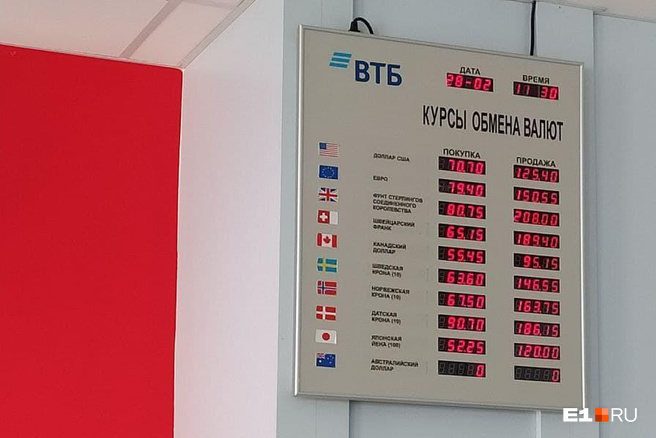 ВТБ
ДАТА ВРЕМЯ
28-02 11 30
КУРСЫ ОБМЕНА ВАЛЮТ
ПОКУПКА ПРОДАЖА
ДОЛЛАР США 70.70 125.40
ЕВРО 79.40 150.55
ФУНТ СТЕРЛИНГОВ
СОЕДИНЕННОГО
КОРОЛЕВСТВА 80.75 208.00
ШВЕЙЦАРСКИЙ
ФРАНК 65.15 189.40
КАНАДСКИЙ
ДОЛЛАР 55.45 95.15
ШВЕДСКАЯ
КРОНА (10) 63.60 146.55
НОРВЕЖСКАЯ
КРОНА (10) 67.50 163.75
ДАТСКАЯ
КРОНА (10) 90.70 186.15
ЯПОНСКАЯ
ЙЕНА (100) 52.25 120.00
АВСТРАЛИЙСКИЙ
ДОЛЛАР 0 0
E1.RU